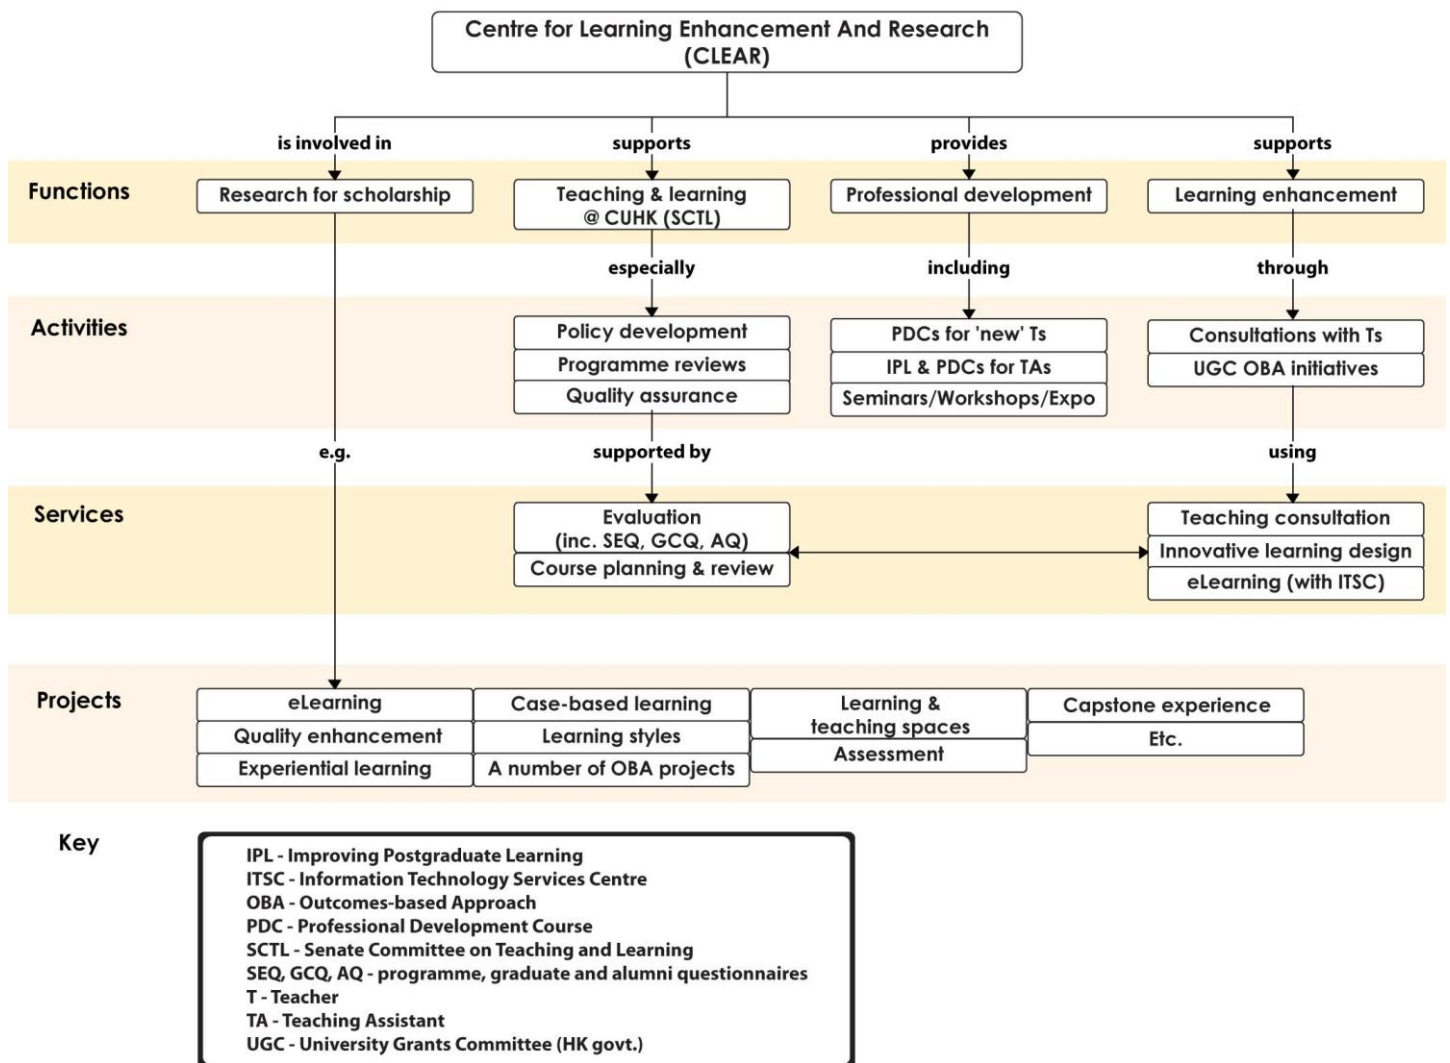 Centre for Learning Enhancement And Research
(CLEAR)
is involved in
supports
provides
supports
Functions
Research for scholarship
Teaching & learning
@ CUHK (SCTL)
Professional development
Learning enhancement
especially
including
through
Activities
Policy development
Programme reviews
Quality assurance
PDCs for 'new' Ts
IPL & PDCs for TAs
Seminars/Workshops/Expo
Consultations with Ts
UGC OBA initiatives
e.g.
supported by
using
Services
Evaluation
(inc. SEQ, GCQ, AQ)
Course planning & review
Teaching consultation
Innovative learning design
eLearning (with ITSC)
Projects
eLearning
Quality enhancement
Experiential learning
Case-based learning
Learning styles
A number of OBA projects
Learning &
teaching spaces
Assessment
Capstone experience
Etc.
Key
IPL - Improving Postgraduate Learning
ITSC - Information Technology Services Centre
OBA - Outcomes-based Approach
PDC - Professional Development Course
SCTL - Senate Committee on Teaching and Learning
SEQ, GCQ, AQ - programme, graduate and alumni questionnaires
T - Teacher
TA - Teaching Assistant
UGC - University Grants Committee (HK govt.)